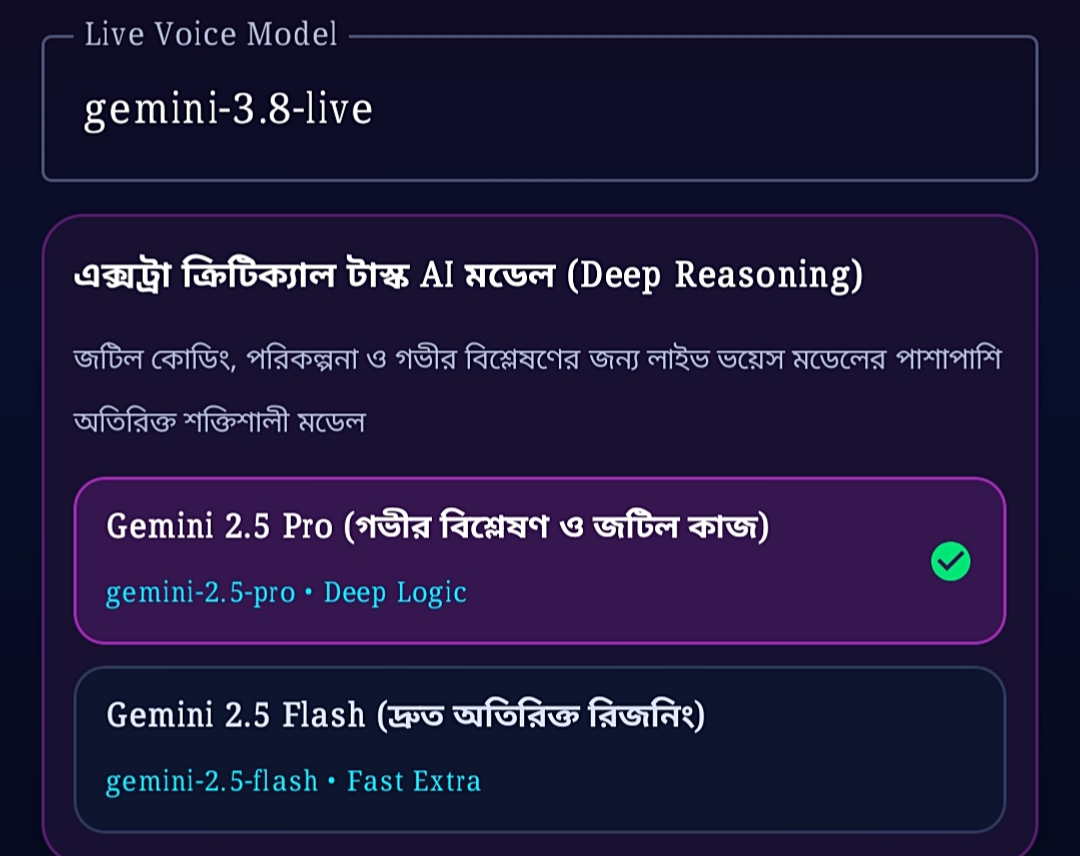 Live Voice Model
gemini-3.8-live
এক্সট্রা ক্রিটিক্যাল টাস্ক AI মডেল (Deep Reasoning)
জটিল কোডিং, পরিকল্পনা ও গভীর বিশ্লেষণের জন্য লাইভ ভয়েস মডেলের পাশাপাশি
অতিরিক্ত শক্তিশালী মডেল
Gemini 2.5 Pro (গভীর বিশ্লেষণ ও জটিল কাজ)
gemini-2.5-pro • Deep Logic
Gemini 2.5 Flash (দ্রুত অতিরিক্ত রিজনিং)
gemini-2.5-flash • Fast Extra